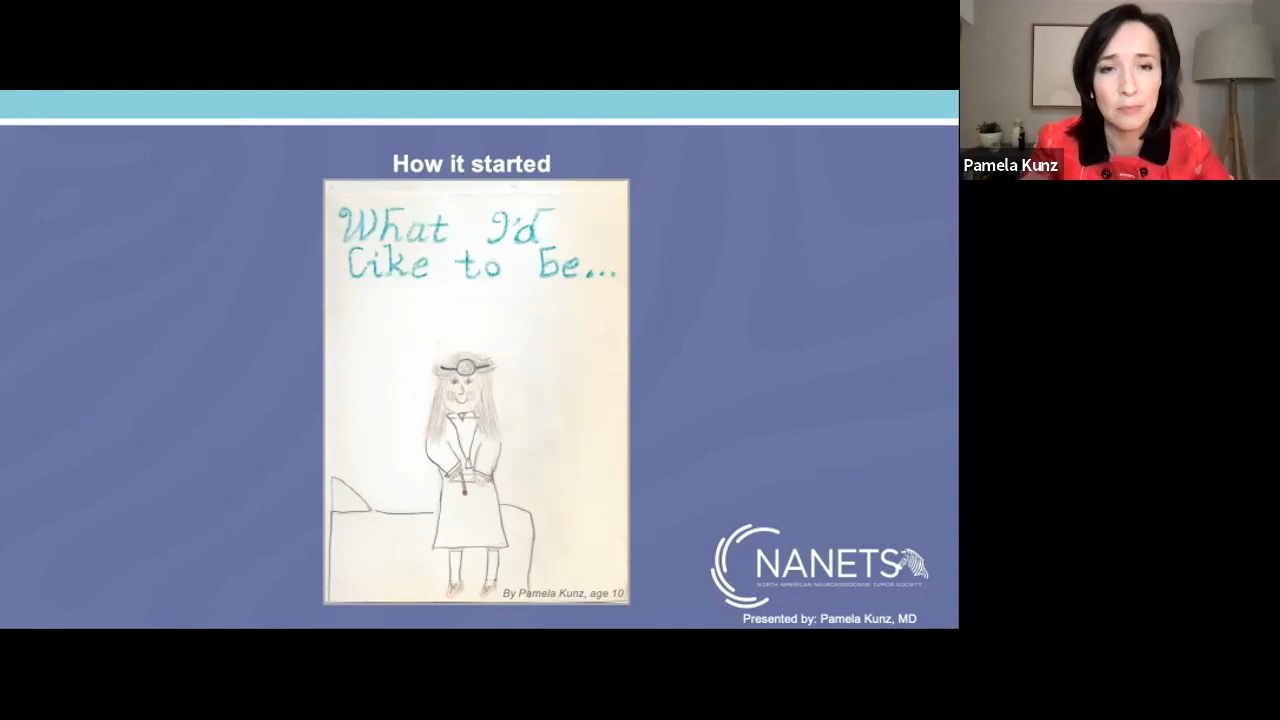 How it started
What I'd
like to be...
By Pamela Kunz, age 10
NANETS
NORTH AMERICAN NEUROENDOCRINE TUMOR SOCIETY
Presented by: Pamela Kunz, MD
Pamela Kunz